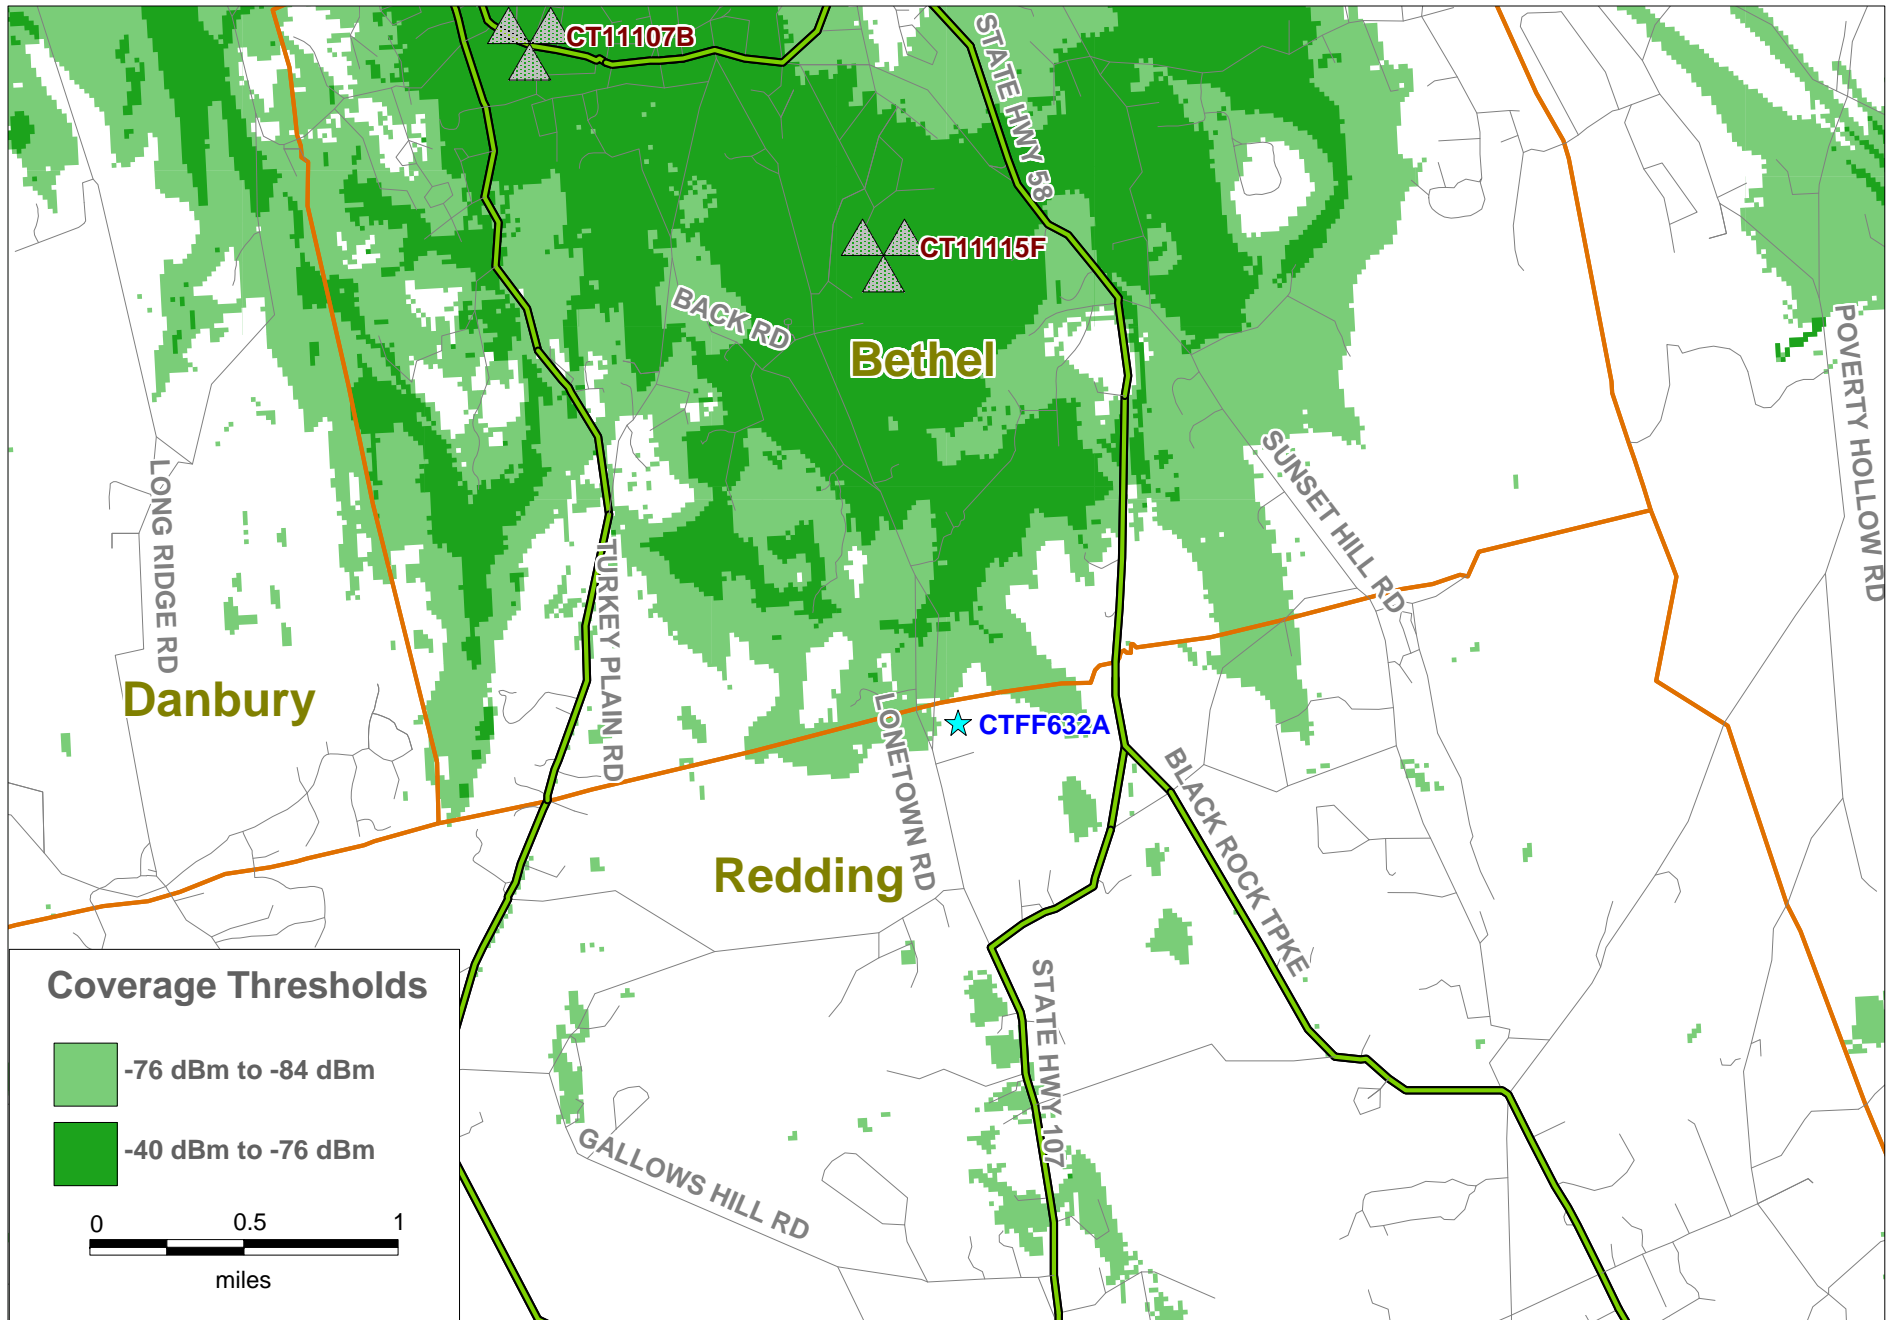 CT11107B
STATE HWY 58
CT11115F
BACK RD
Bethel
POVERTY HOLLOW RD
LONG RIDGE RD
SUNSET HILL RD
TURKEY PLAIN RD
Danbury
LONETOWN RD
CTFF632A
BLACK ROCK TPKE
Redding
STATE HWY 107
GALLOWS HILL RD
Coverage Thresholds
-76 dBm to -84 dBm
-40 dBm to -76 dBm
0 0.5 1
miles